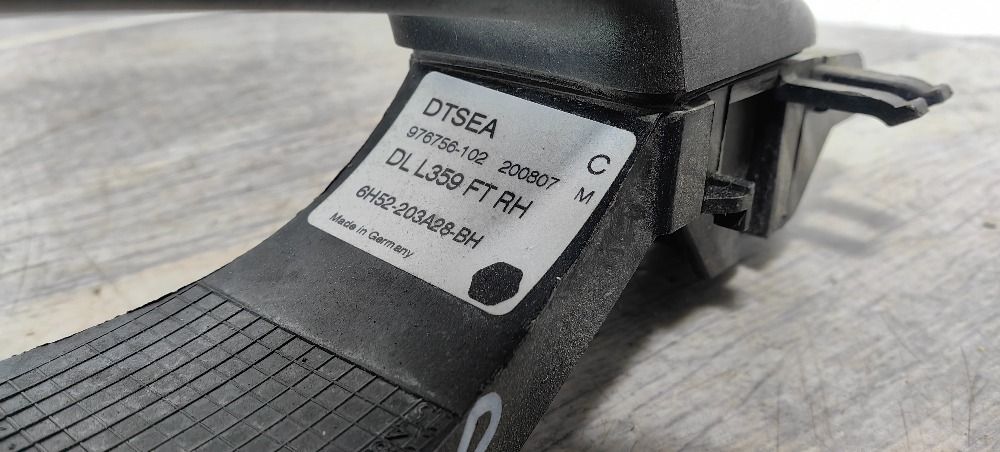 DTSEA
976756-102 200807
C
M
DL L359 FT RH
6H52-203A28-BH
Made in Germany